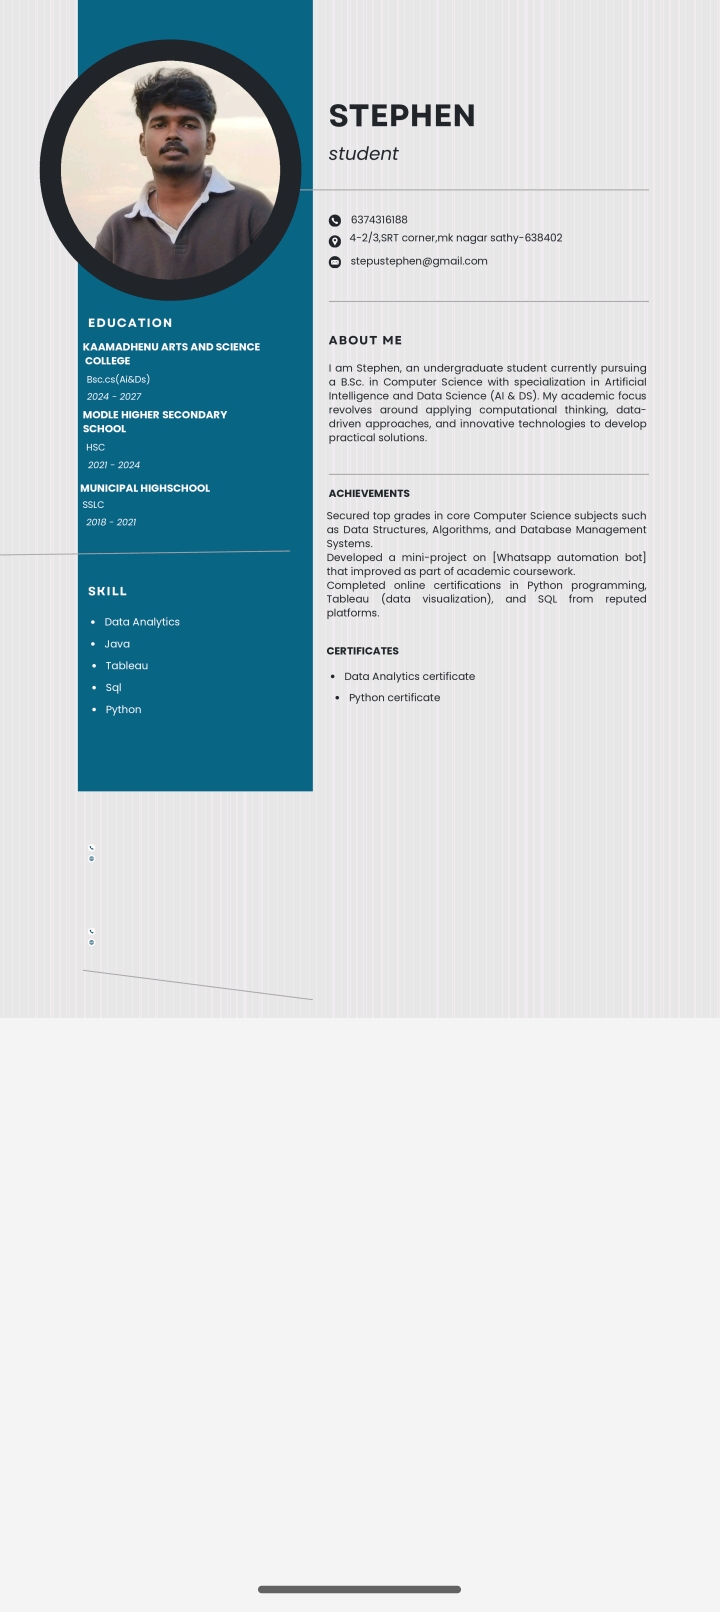 STEPHEN
student
6374316188
4-2/3,SRT corner,mk nagar sathy-638402
stepustephen@gmail.com
EDUCATION
KAAMADHENU ARTS AND SCIENCE
COLLEGE
Bsc.cs(AI&Ds)
2024 - 2027
MODLE HIGHER SECONDARY
SCHOOL
HSC
2021 - 2024
MUNICIPAL HIGHSCHOOL
SSLC
2018 - 2021
SKILL
• Data Analytics
• Java
• Tableau
• Sql
• Python
ABOUT ME
I am Stephen, an undergraduate student currently pursuing
a B.Sc. in Computer Science with specialization in Artificial
Intelligence and Data Science (AI & DS). My academic focus
revolves around applying computational thinking, data-
driven approaches, and innovative technologies to develop
practical solutions.
ACHIEVEMENTS
Secured top grades in core Computer Science subjects such
as Data Structures, Algorithms, and Database Management
Systems.
Developed a mini-project on [Whatsapp automation bot]
that improved as part of academic coursework.
Completed online certifications in Python programming,
Tableau (data visualization), and SQL from reputed
platforms.
CERTIFICATES
• Data Analytics certificate
• Python certificate